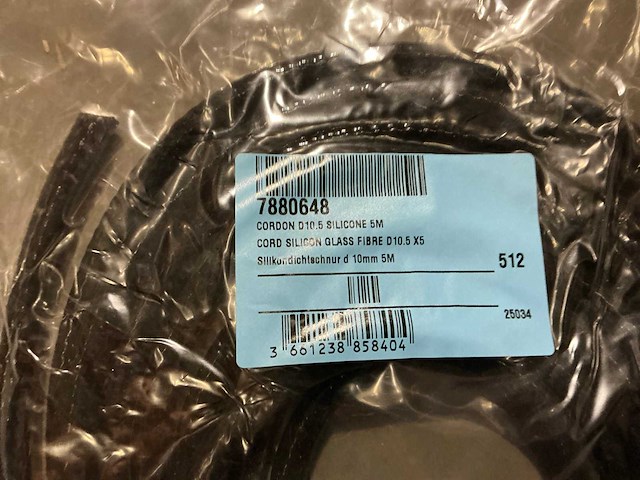 7880648
CORDON D10.5 SILICONE 5M
CORD SILICON GLASS FIBRE D10.5 X5
Silikondichtschnur d 10mm 5M
512
25034
3 661238 858404